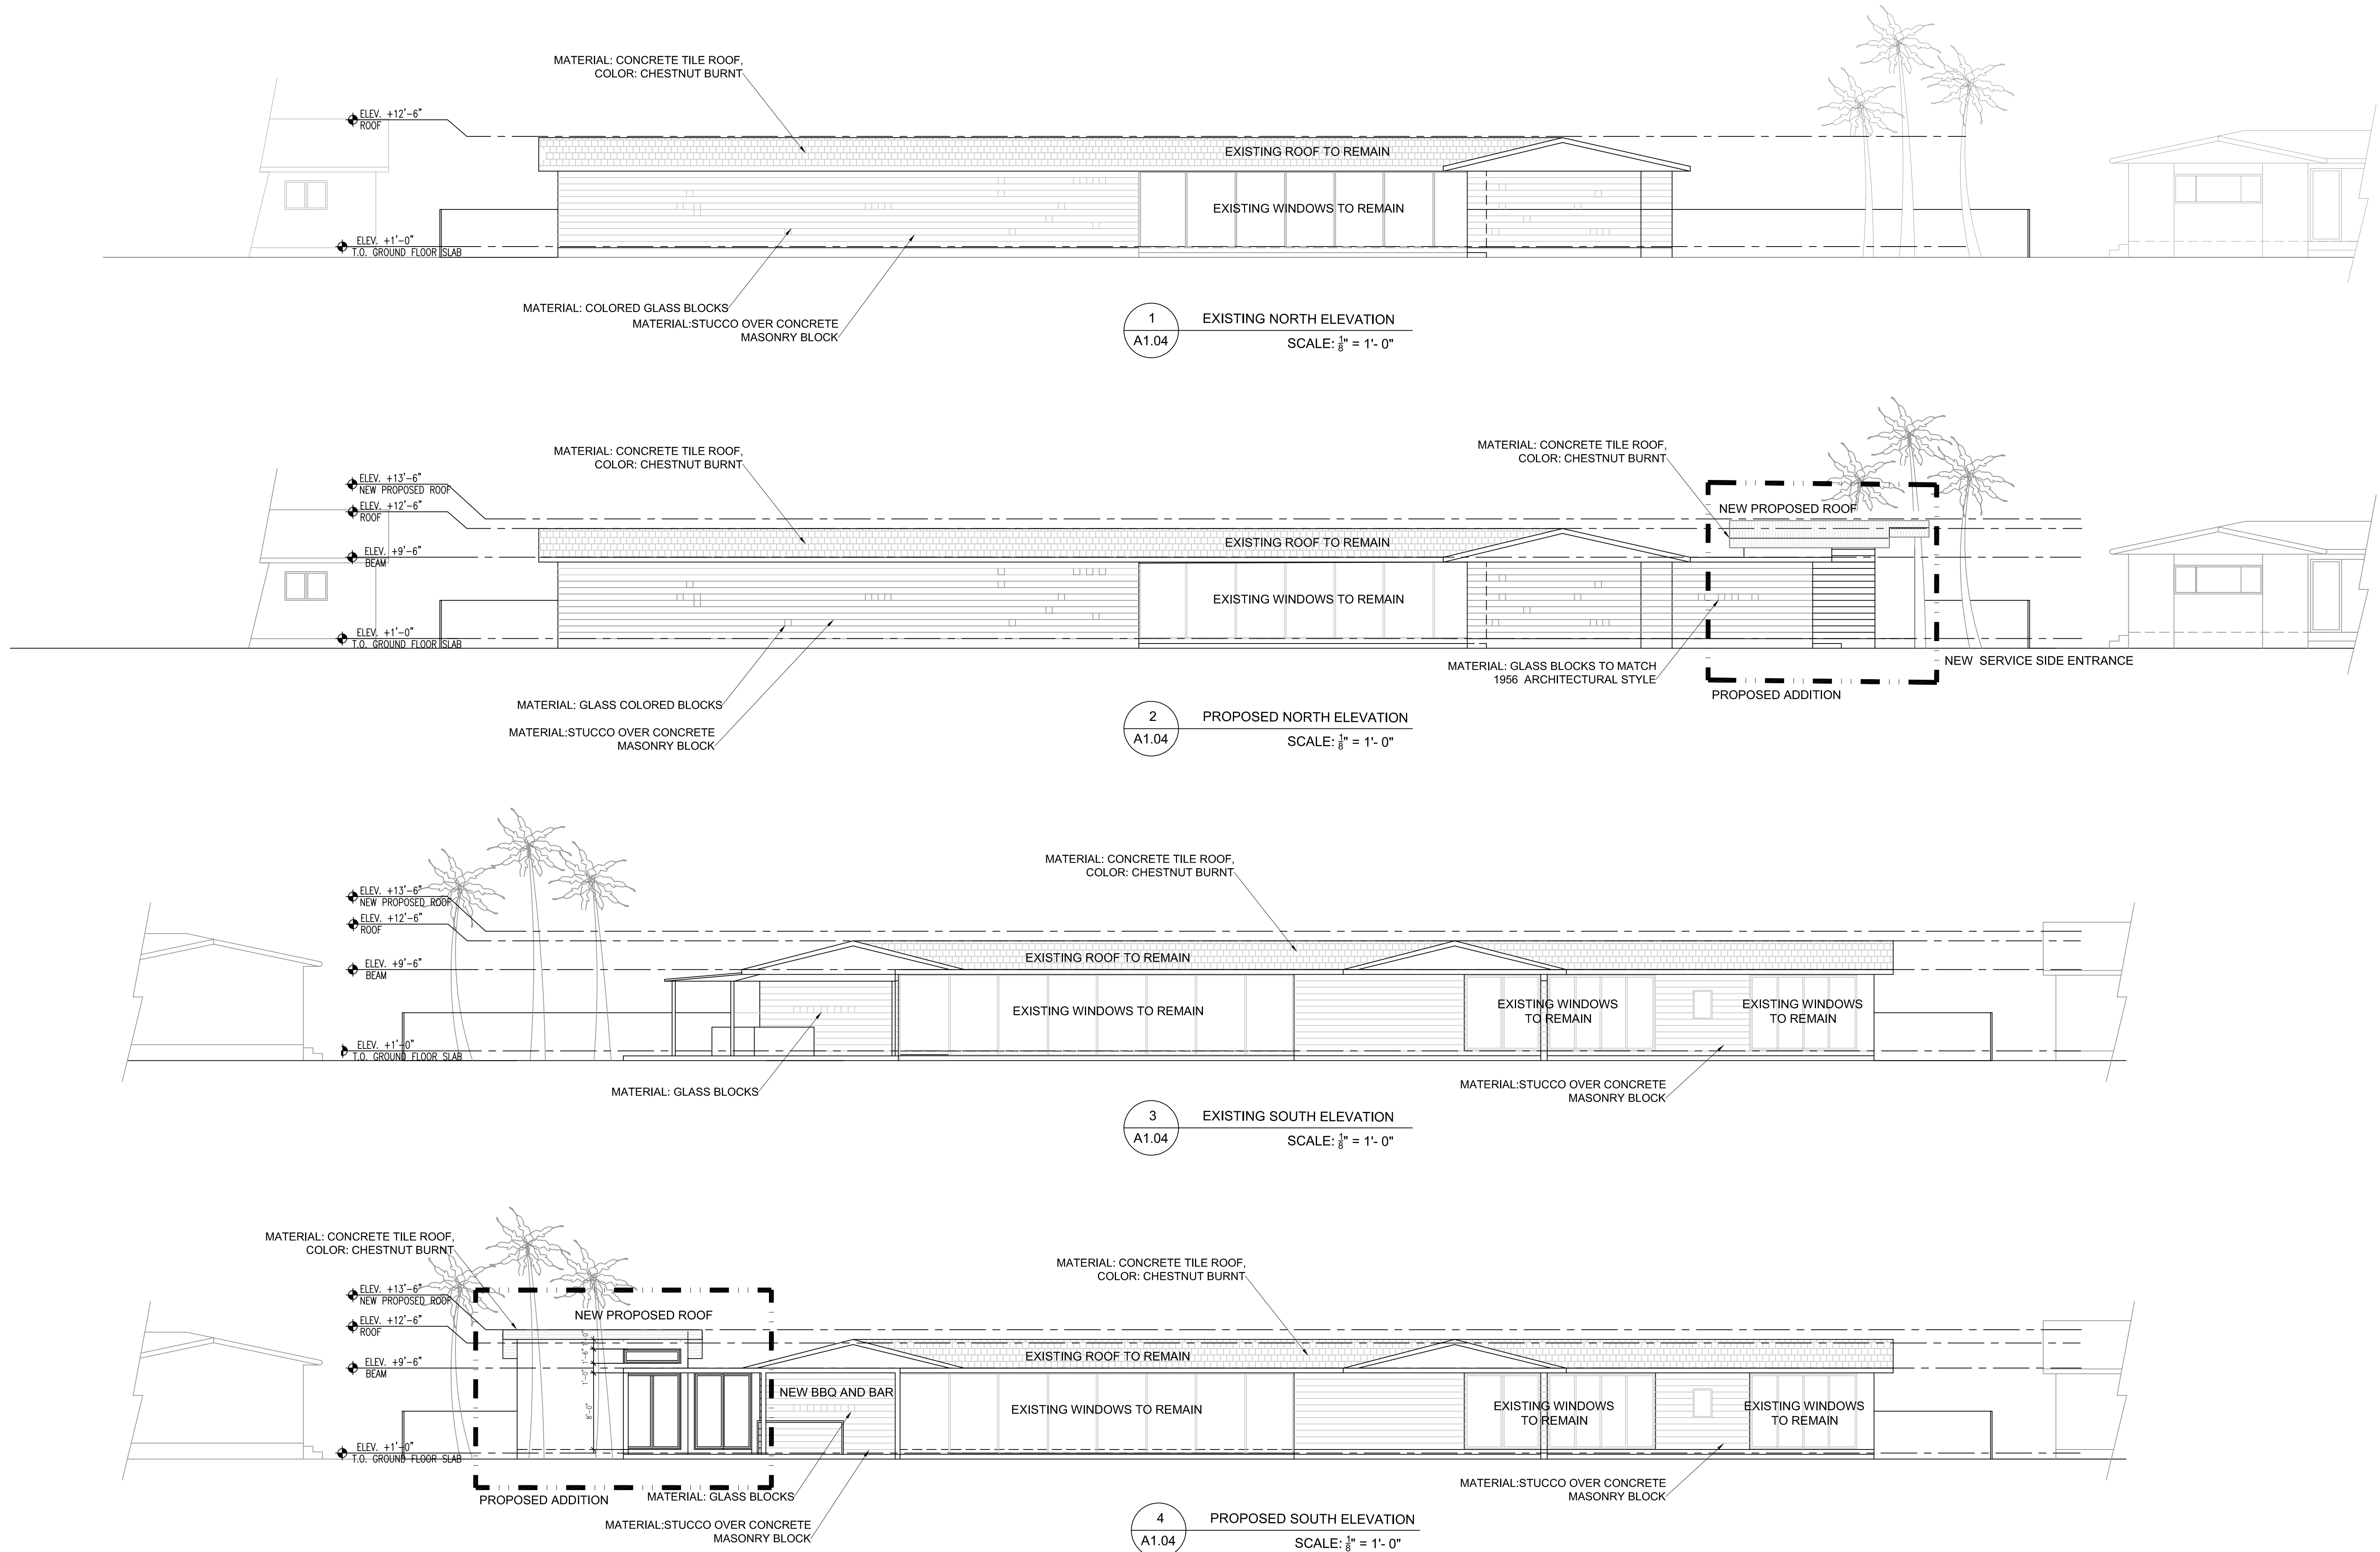 MATERIAL: CONCRETE TILE ROOF,
COLOR: CHESTNUT BURNT
ELEV. +12'-6"
ROOF
EXISTING ROOF TO REMAIN
EXISTING WINDOWS TO REMAIN
ELEV. +1'-0"
T.O. GROUND FLOOR SLAB
MATERIAL: COLORED GLASS BLOCKS
MATERIAL:STUCCO OVER CONCRETE
MASONRY BLOCK
1
A1.04
EXISTING NORTH ELEVATION
SCALE: 1/8" = 1'- 0"
MATERIAL: CONCRETE TILE ROOF,
COLOR: CHESTNUT BURNT
MATERIAL: CONCRETE TILE ROOF,
COLOR: CHESTNUT BURNT
ELEV. +13'-6"
NEW PROPOSED ROOF
ELEV. +12'-6"
ROOF
NEW PROPOSED ROOF
EXISTING ROOF TO REMAIN
ELEV. +9'-6"
BEAM
EXISTING WINDOWS TO REMAIN
ELEV. +1'-0"
T.O. GROUND FLOOR SLAB
MATERIAL: GLASS BLOCKS TO MATCH
1956 ARCHITECTURAL STYLE
NEW SERVICE SIDE ENTRANCE
PROPOSED ADDITION
MATERIAL: GLASS COLORED BLOCKS
MATERIAL:STUCCO OVER CONCRETE
MASONRY BLOCK
2
A1.04
PROPOSED NORTH ELEVATION
SCALE: 1/8" = 1'- 0"
MATERIAL: CONCRETE TILE ROOF,
COLOR: CHESTNUT BURNT
ELEV. +13'-6"
NEW PROPOSED ROOF
ELEV. +12'-6"
ROOF
EXISTING ROOF TO REMAIN
ELEV. +9'-6"
BEAM
EXISTING WINDOWS TO REMAIN
EXISTING WINDOWS
TO REMAIN
EXISTING WINDOWS
TO REMAIN
ELEV. +1'-0"
T.O. GROUND FLOOR SLAB
MATERIAL: GLASS BLOCKS
MATERIAL:STUCCO OVER CONCRETE
MASONRY BLOCK
3
A1.04
EXISTING SOUTH ELEVATION
SCALE: 1/8" = 1'- 0"
MATERIAL: CONCRETE TILE ROOF,
COLOR: CHESTNUT BURNT
MATERIAL: CONCRETE TILE ROOF,
COLOR: CHESTNUT BURNT
ELEV. +13'-6"
NEW PROPOSED ROOF
ELEV. +12'-6"
ROOF
NEW PROPOSED ROOF
1'-0"
1'-6"
1'-0"
8'-0"
EXISTING ROOF TO REMAIN
ELEV. +9'-6"
BEAM
NEW BBQ AND BAR
EXISTING WINDOWS TO REMAIN
EXISTING WINDOWS
TO REMAIN
EXISTING WINDOWS
TO REMAIN
ELEV. +1'-0"
T.O. GROUND FLOOR SLAB
PROPOSED ADDITION
MATERIAL: GLASS BLOCKS
MATERIAL:STUCCO OVER CONCRETE
MASONRY BLOCK
MATERIAL:STUCCO OVER CONCRETE
MASONRY BLOCK
4
A1.04
PROPOSED SOUTH ELEVATION
SCALE: 1/8" = 1'- 0"